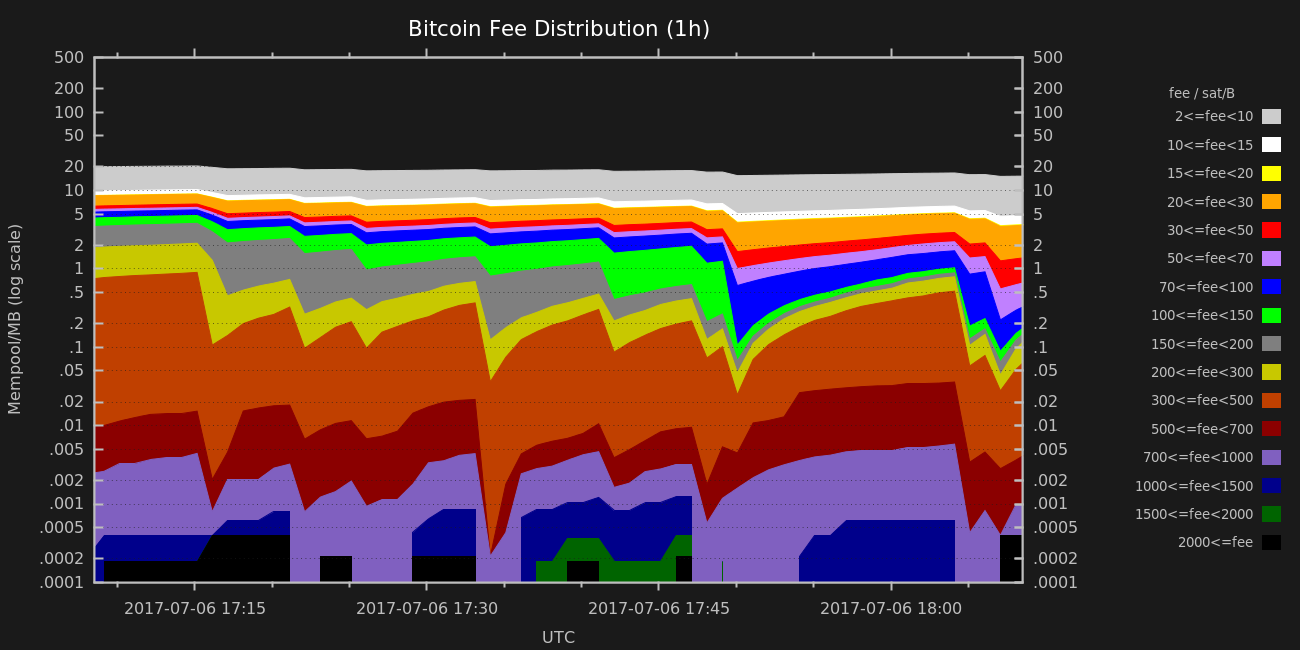 Bitcoin Fee Distribution (1h)
500 500
200 200
100 100
50 50
20 20
10 10
5 5
2 2
1 1
.5 .5
.2 .2
.1 .1
.05 .05
.02 .02
.01 .01
.005 .005
.002 .002
.001 .001
.0005 .0005
.0002 .0002
.0001 .0001
Mempool/MB (log scale)
2017-07-06 17:15 2017-07-06 17:30 2017-07-06 17:45 2017-07-06 18:00
UTC
fee / sat/B
2<=fee<10
10<=fee<15
15<=fee<20
20<=fee<30
30<=fee<50
50<=fee<70
70<=fee<100
100<=fee<150
150<=fee<200
200<=fee<300
300<=fee<500
500<=fee<700
700<=fee<1000
1000<=fee<1500
1500<=fee<2000
2000<=fee